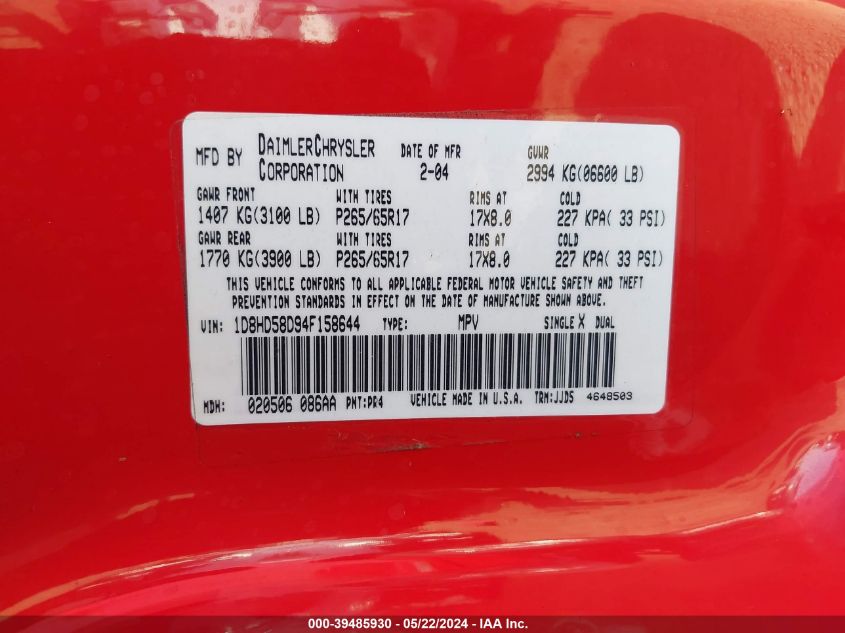 MFD BY DAIMLERCHRYSLER CORPORATION DATE OF MFR 2-04 GVWR 2994 KG(06600 LB)
GAWR FRONT WITH TIRES RIMS AT COLD
1407 KG(3100 LB) P265/65R17 17X8.0 227 KPA( 33 PSI)
GAWR REAR WITH TIRES RIMS AT COLD
1770 KG(3900 LB) P265/65R17 17X8.0 227 KPA( 33 PSI)
THIS VEHICLE CONFORMS TO ALL APPLICABLE FEDERAL MOTOR VEHICLE SAFETY AND THEFT
PREVENTION STANDARDS IN EFFECT ON THE DATE OF MANUFACTURE SHOWN ABOVE.
VIN: 1D8HD58D94F158644 TYPE: MPV SINGLE X DUAL
MDH: 020506 086AA PNT:PR4 VEHICLE MADE IN U.S.A. TRM:JJDS 4648503
000-39485930 - 05/22/2024 - IAA Inc.